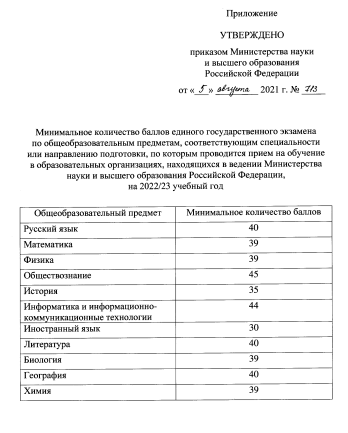 Приложение
УТВЕРЖДЕНО
приказом Министерства науки
и высшего образования
Российской Федерации
от « 5 » августа 2021 г. № 713
Минимальное количество баллов единого государственного экзамена
по общеобразовательным предметам, соответствующим специальности
или направлению подготовки, по которым проводится прием на обучение
в образовательных организациях, находящихся в ведении Министерства
науки и высшего образования Российской Федерации,
на 2022/23 учебный год
Общеобразовательный предмет Минимальное количество баллов
Русский язык 40
Математика 39
Физика 39
Обществознание 45
История 35
Информатика и информационно-
коммуникационные технологии 44
Иностранный язык 30
Литература 40
Биология 39
География 40
Химия 39